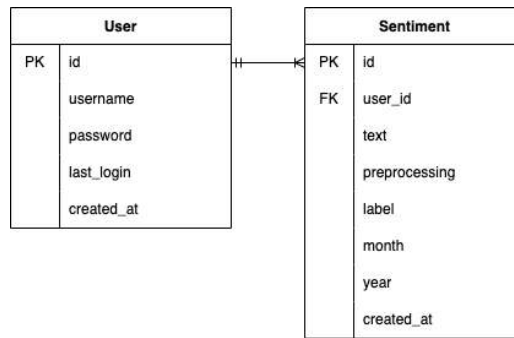 User
PK id
username
password
last_login
created_at
Sentiment
PK id
FK user_id
text
preprocessing
label
month
year
created_at